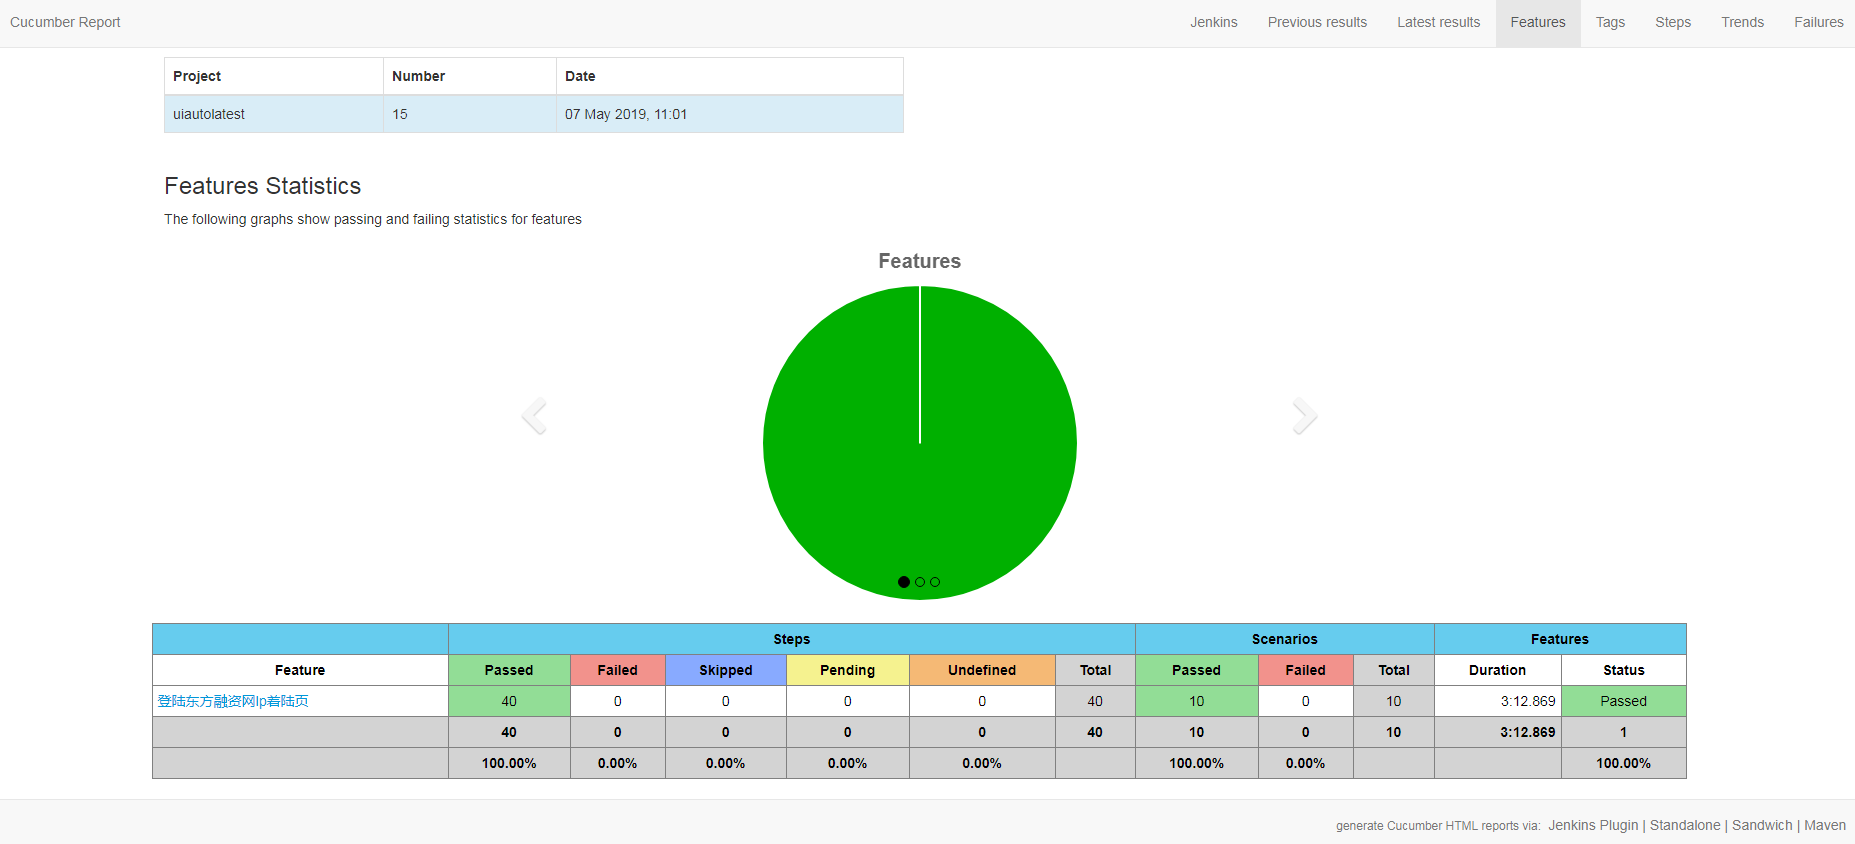 Cucumber Report Jenkins Previous results Latest results Features Tags Steps Trends Failures
Project Number Date
uiautolatest 15 07 May 2019, 11:01
Features Statistics
The following graphs show passing and failing statistics for features
Features
Steps Scenarios Features
Feature Passed Failed Skipped Pending Undefined Total Passed Failed Total Duration Status
登陆东方融资网lp着陆页 40 0 0 0 0 40 10 0 10 3:12.869 Passed
40 0 0 0 0 40 10 0 10 3:12.869 1
100.00% 0.00% 0.00% 0.00% 0.00% 100.00% 0.00% 100.00%
generate Cucumber HTML reports via: Jenkins Plugin | Standalone | Sandwich | Maven